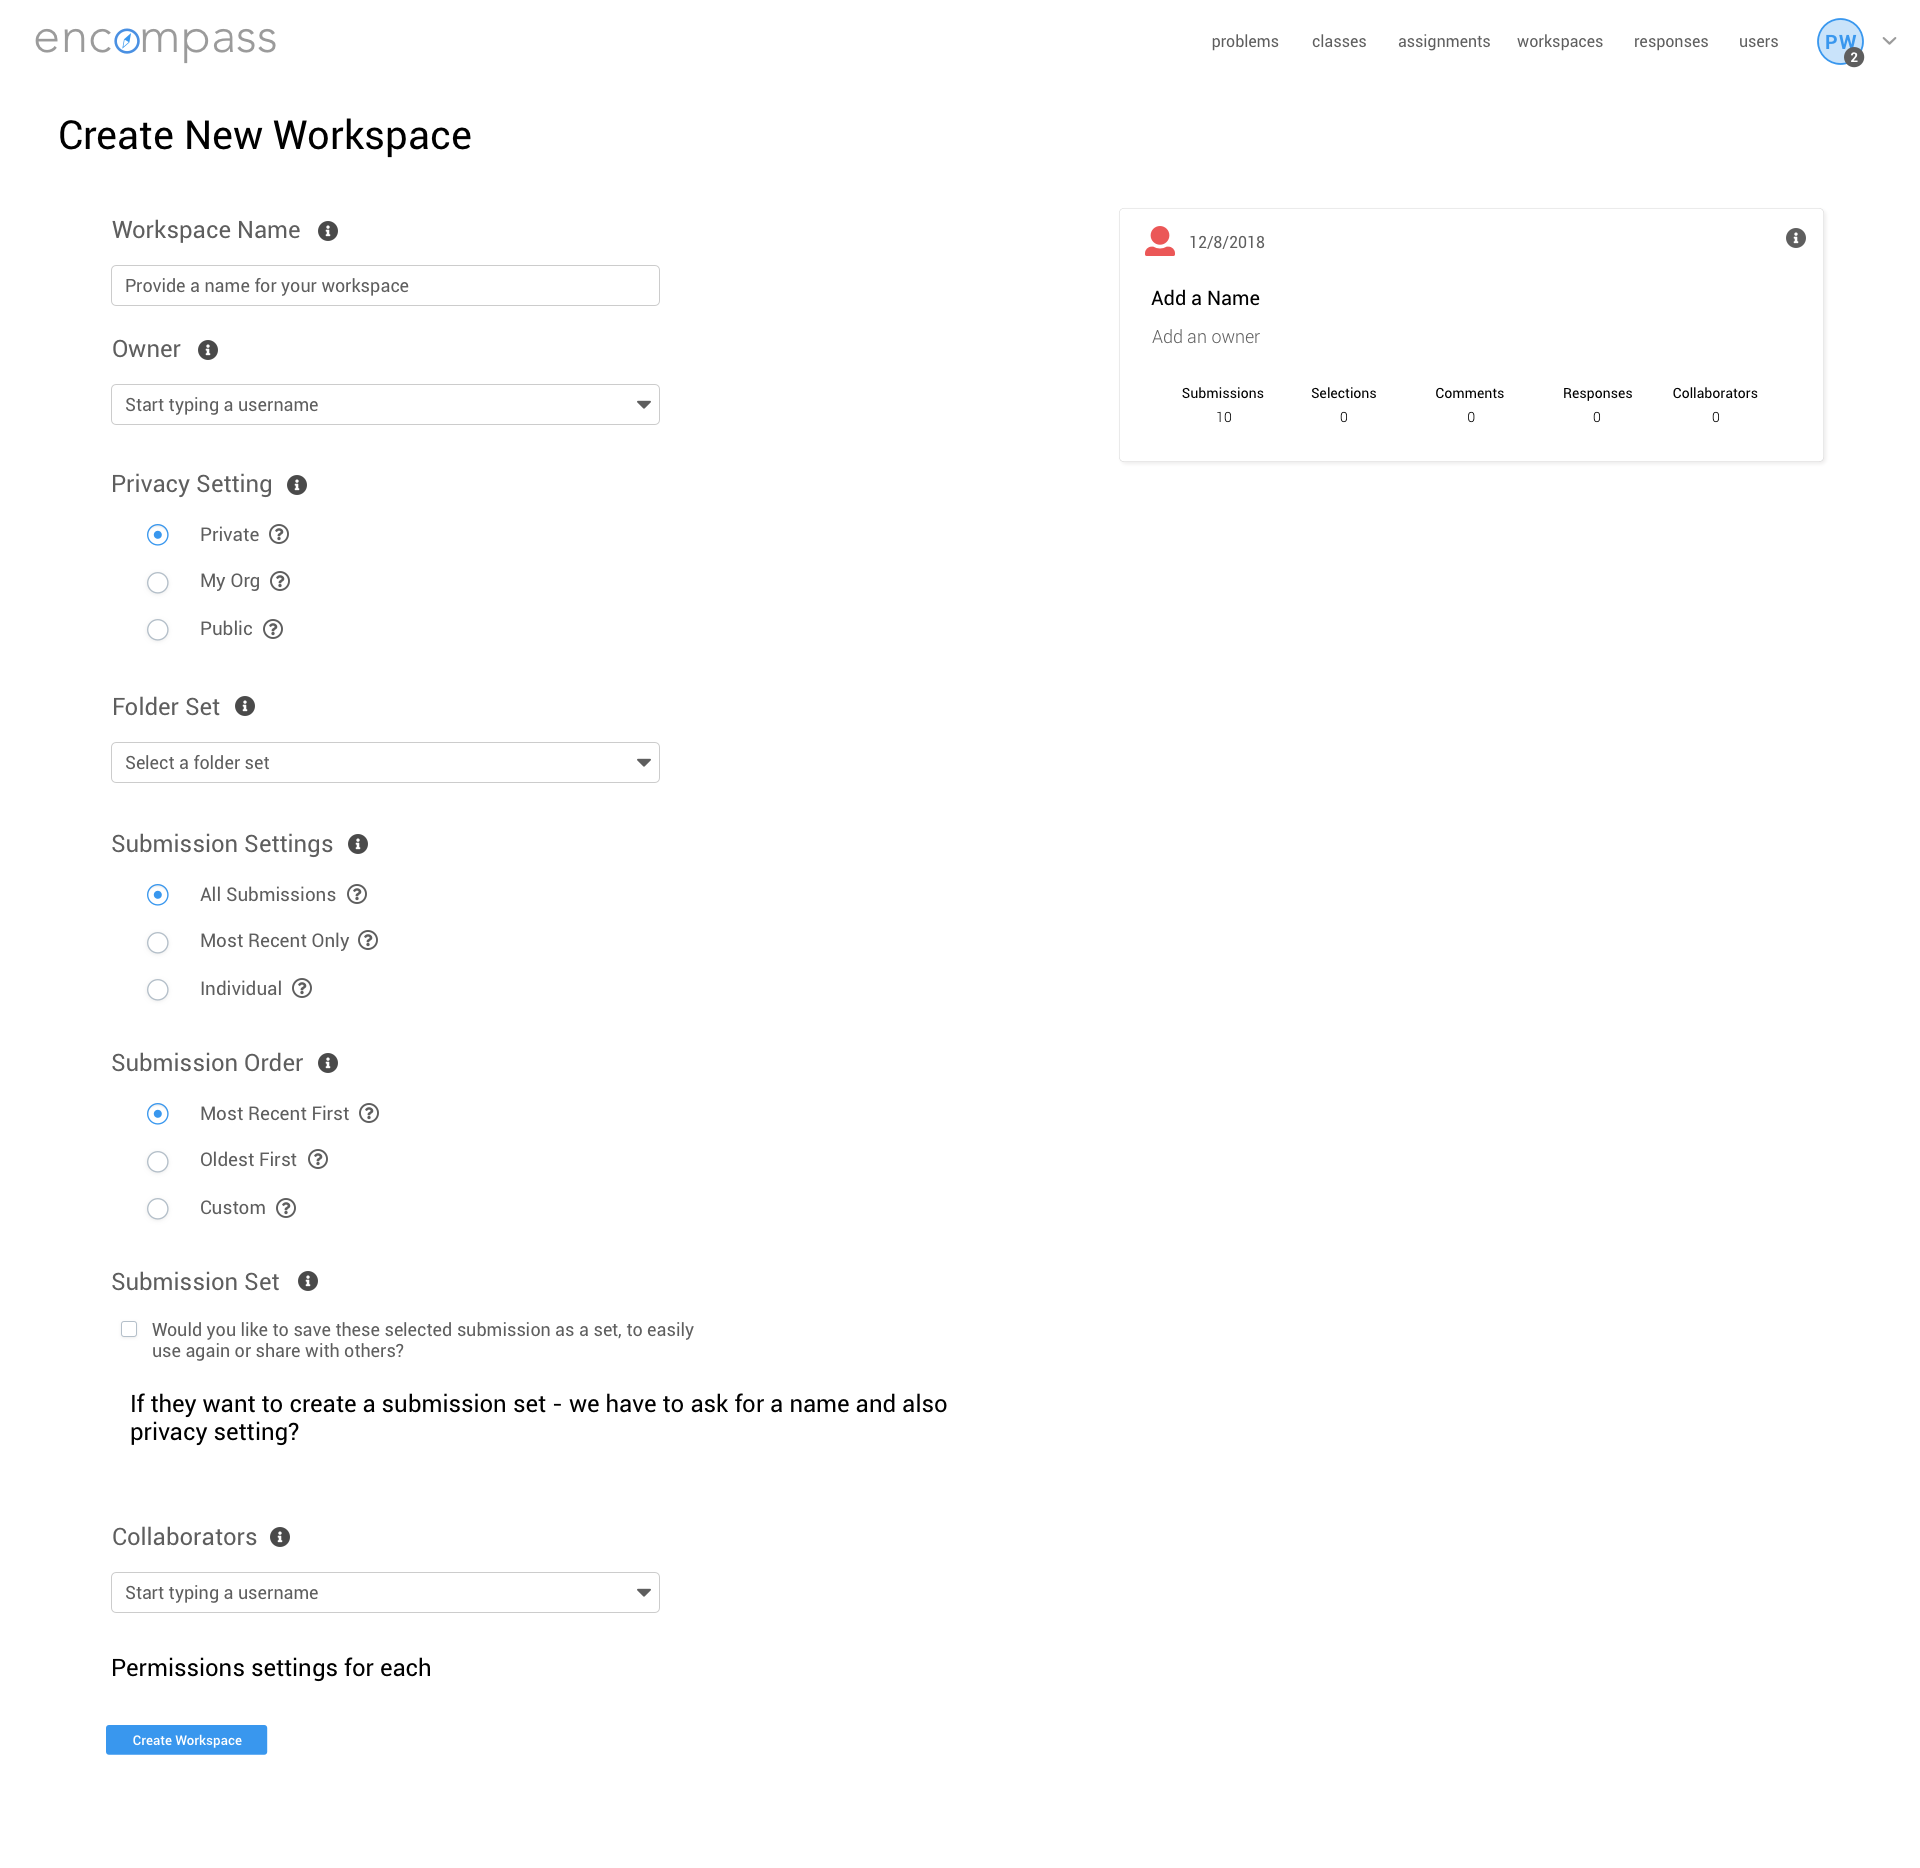 encompass
problems classes assignments workspaces responses users PW 2
Create New Workspace
Workspace Name
Provide a name for your workspace
Owner
Start typing a username
Privacy Setting
Private
My Org
Public
Folder Set
Select a folder set
Submission Settings
All Submissions
Most Recent Only
Individual
Submission Order
Most Recent First
Oldest First
Custom
Submission Set
Would you like to save these selected submission as a set, to easily
use again or share with others?
If they want to create a submission set - we have to ask for a name and also
privacy setting?
Collaborators
Start typing a username
Permissions settings for each
Create Workspace
12/8/2018
Add a Name
Add an owner
Submissions Selections Comments Responses Collaborators
10 0 0 0 0